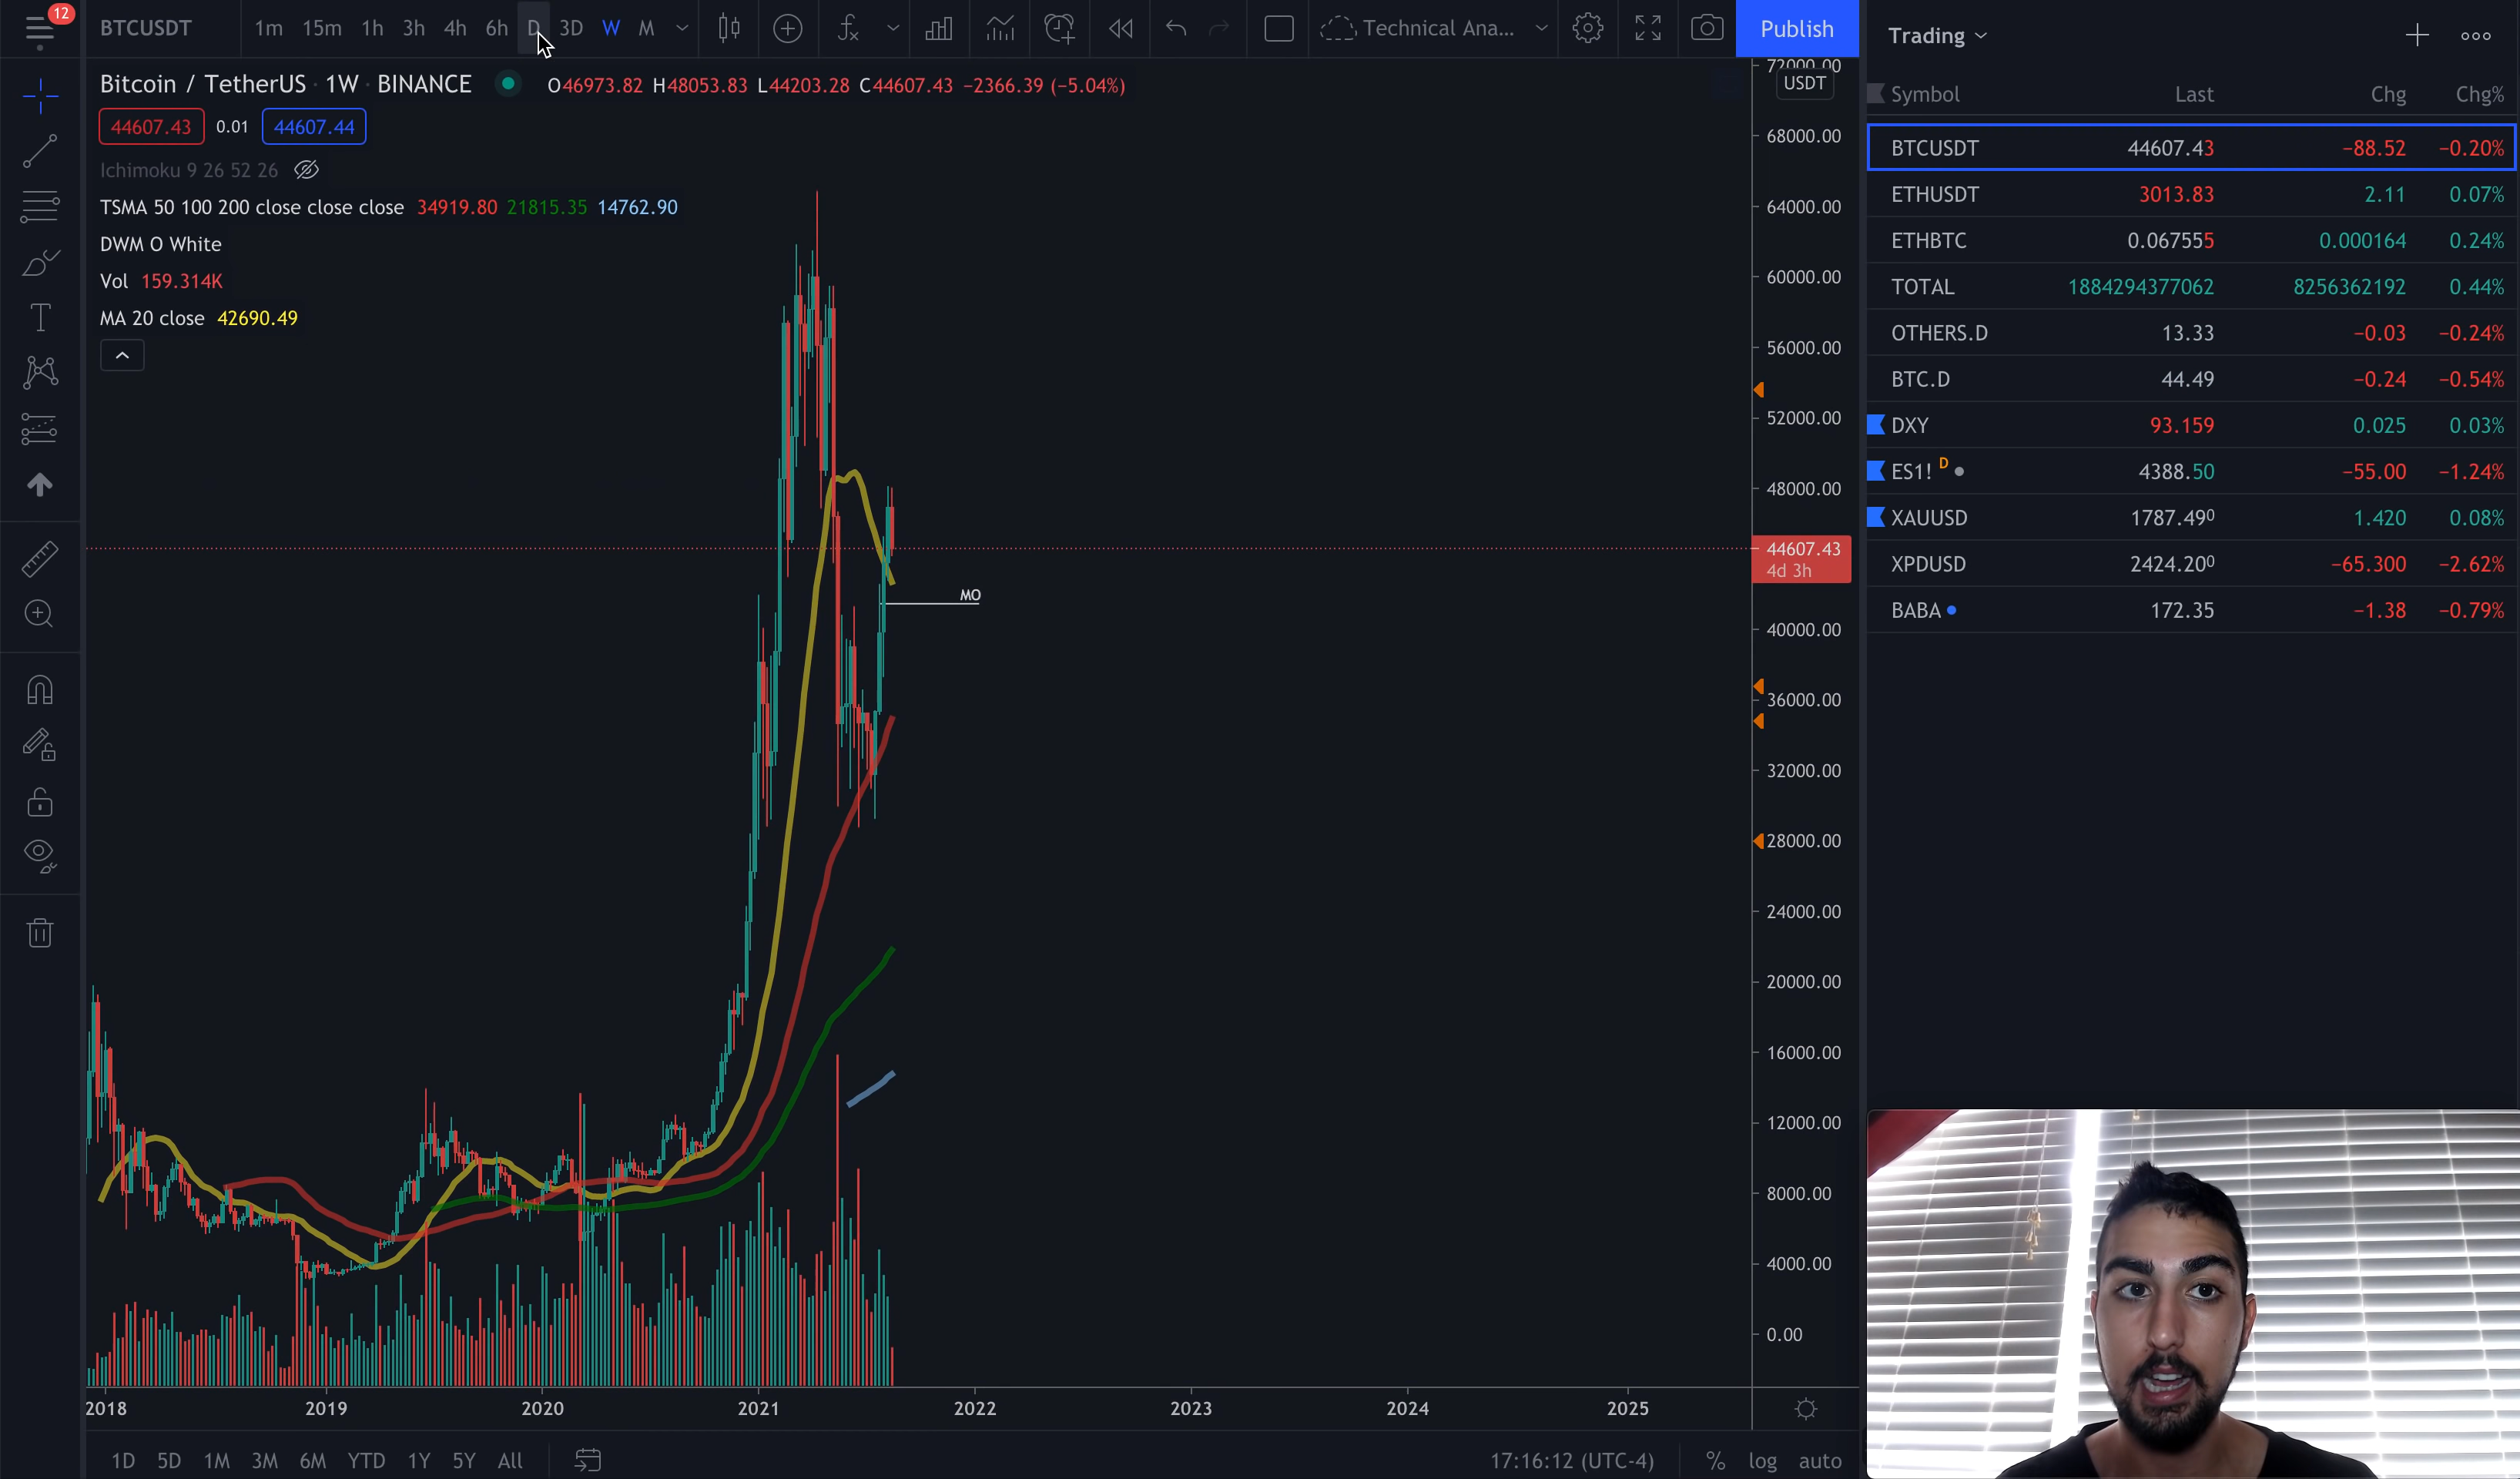 12
BTCUSDT 1m 15m 1h 3h 4h 6h D 3D W M Technical Ana... Publish
Bitcoin / TetherUS · 1W · BINANCE O46973.82 H48053.83 L44203.28 C44607.43 −2366.39 (−5.04%)
44607.43 0.01 44607.44
Ichimoku 9 26 52 26
TSMA 50 100 200 close close close 34919.80 21815.35 14762.90
DWM O White
Vol 159.314K
MA 20 close 42690.49
MO
72000.00
USDT
68000.00
64000.00
60000.00
56000.00
52000.00
48000.00
44607.43
4d 3h
40000.00
36000.00
32000.00
28000.00
24000.00
20000.00
16000.00
12000.00
8000.00
4000.00
0.00
2018 2019 2020 2021 2022 2023 2024 2025
1D 5D 1M 3M 6M YTD 1Y 5Y All 17:16:12 (UTC-4) % log auto
Trading
Symbol Last Chg Chg%
BTCUSDT 44607.43 −88.52 −0.20%
ETHUSDT 3013.83 2.11 0.07%
ETHBTC 0.067555 0.000164 0.24%
TOTAL 1884294377062 8256362192 0.44%
OTHERS.D 13.33 −0.03 −0.24%
BTC.D 44.49 −0.24 −0.54%
DXY 93.159 0.025 0.03%
ES1! D 4388.50 −55.00 −1.24%
XAUUSD 1787.490 1.420 0.08%
XPDUSD 2424.200 −65.300 −2.62%
BABA 172.35 −1.38 −0.79%